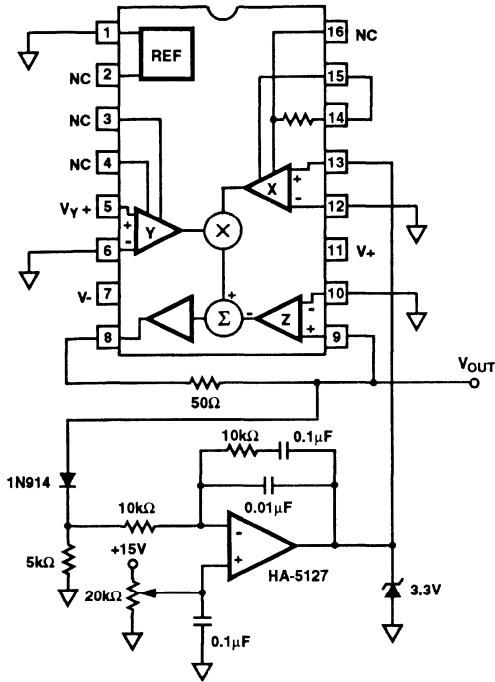 1
REF
16
NC
NC
2
15
NC
3
14
NC
4
13
X
+
-
VY +
5
+
Y
-
X
12
6
11
V+
V-
7
+
Σ
-
Z
-
+
10
8
9
VOUT
50Ω
10kΩ
0.1μF
1N914
0.01μF
10kΩ
-
+
HA-5127
5kΩ
+15V
20kΩ
3.3V
0.1μF